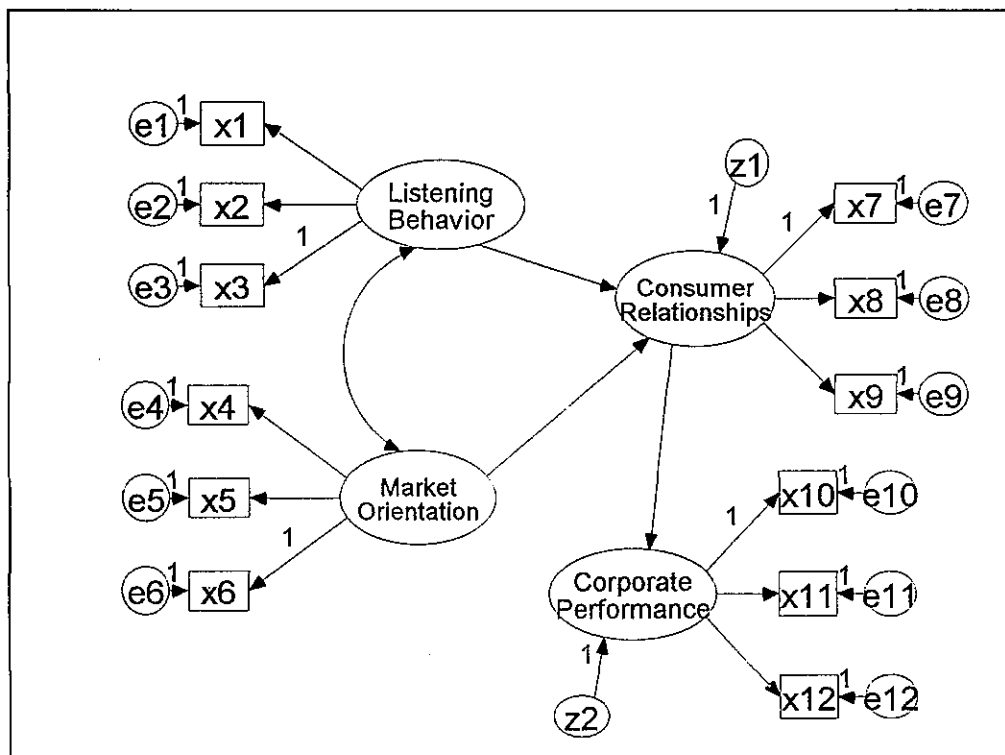 1
e1
x1
1
e2
x2
1
e3
x3
1
Listening
Behavior
z1
1
1
x7
1
e7
Consumer
Relationships
x8
1
e8
x9
1
e9
1
e4
x4
1
e5
x5
1
e6
x6
1
Market
Orientation
1
x10
1
e10
Corporate
Performance
x11
1
e11
x12
1
e12
1
z2